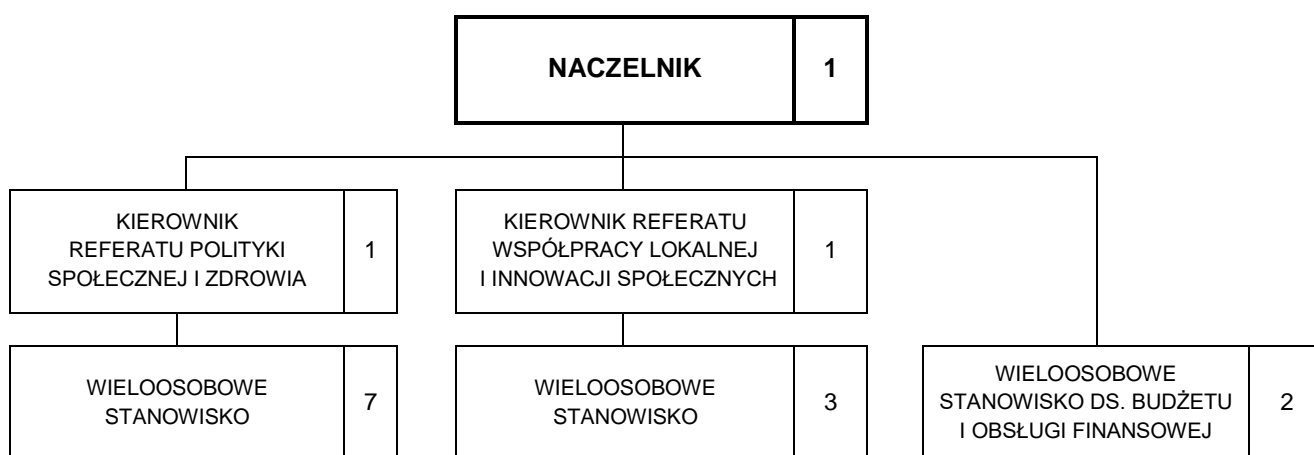 NACZELNIK
1
KIEROWNIK
REFERATU POLITYKI
SPOŁECZNEJ I ZDROWIA
1
KIEROWNIK REFERATU
WSPÓŁPRACY LOKALNEJ
I INNOWACJI SPOŁECZNYCH
1
WIELOOSOBOWE
STANOWISKO
7
WIELOOSOBOWE
STANOWISKO
3
WIELOOSOBOWE
STANOWISKO DS. BUDŻETU
I OBSŁUGI FINANSOWEJ
2